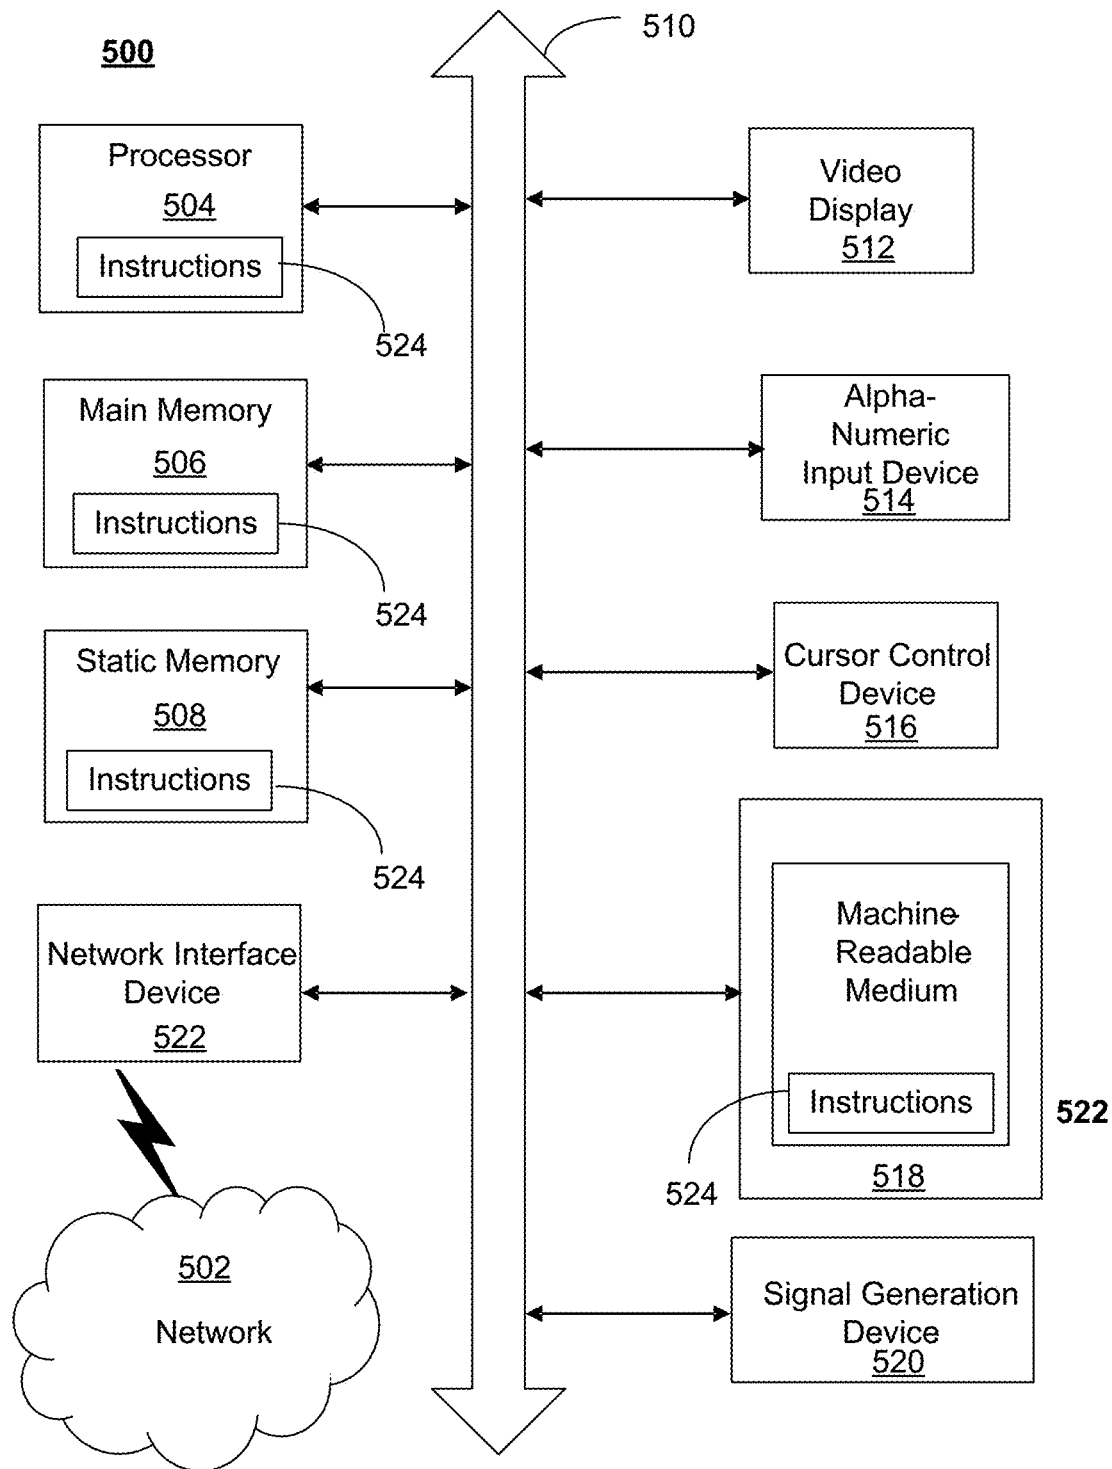 500
510
Processor
504
Instructions
524
Main Memory
506
Instructions
524
Static Memory
508
Instructions
524
Network Interface
Device
522
502
Network
Video
Display
512
Alpha-
Numeric
Input Device
514
Cursor Control
Device
516
Machine-
Readable
Medium
Instructions
524
518
522
Signal Generation
Device
520